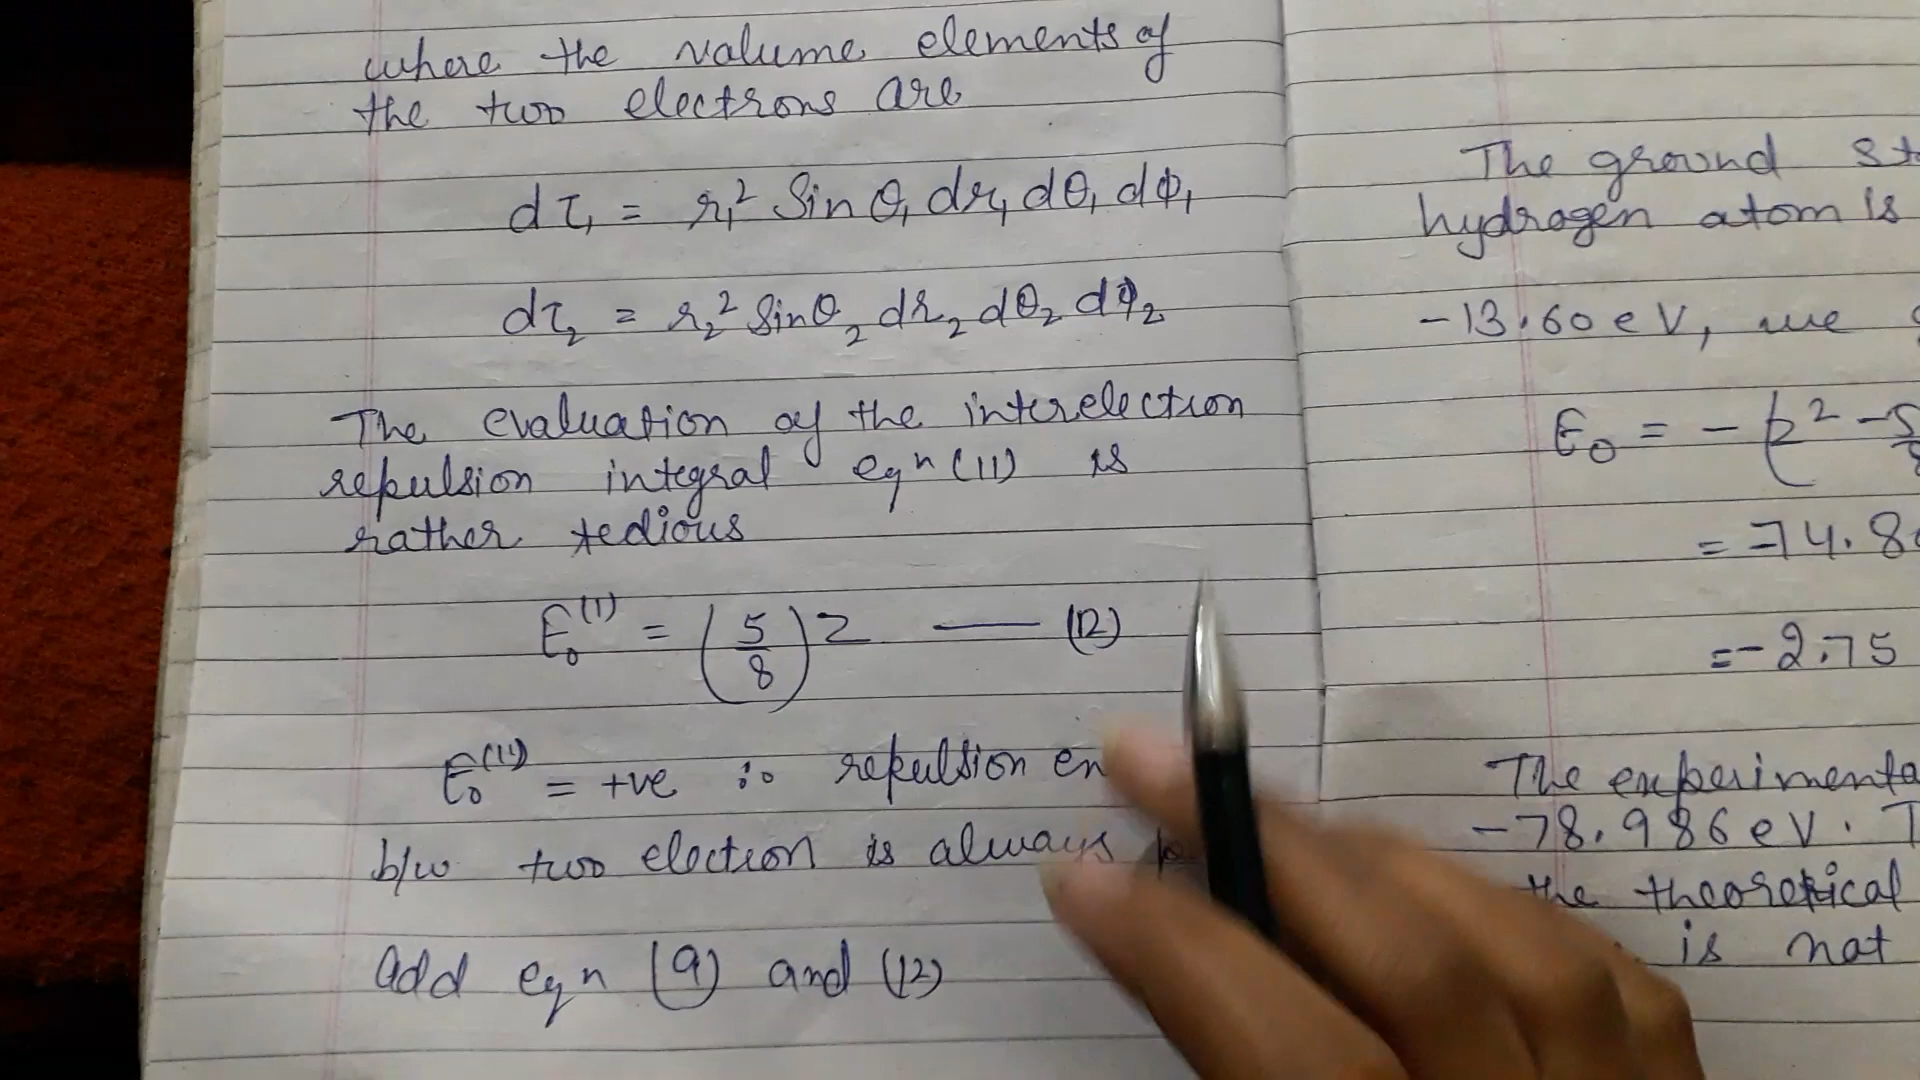 where the valume elements of
the two electrons are
dτ₁ = r₁² Sin θ₁ dr₁ dθ₁ dφ₁
dτ₂ = r₂² Sinθ₂ dr₂ dθ₂ dφ₂
The evaluation of the interelection
repulsion integral eqn (11) is
rather tedious
E₀⁽¹⁾ = (5/8) Z —— (12)
E₀⁽¹⁾ = +ve ∴ repulsion en
b/w two election is always
add eqn (9) and (12)
The ground st
hydrogen atom is
-13.60 eV, we
E₀ = - (Z² - 5
= -74.8
= - 2.75
The experimenta
-78.986 eV. T
the theoretical
is not